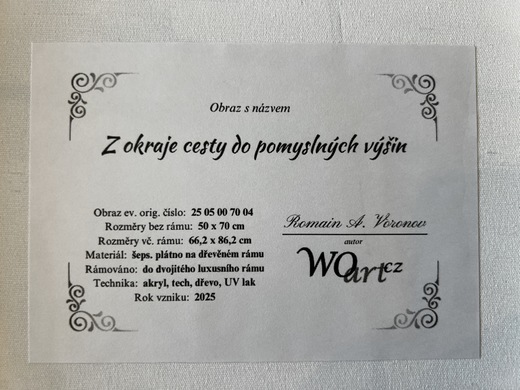 Obraz s názvem
Z okraje cesty do pomyslných výšin
Obraz ev. orig. číslo: 25 05 00 70 04
Rozměry bez rámu: 50 x 70 cm
Rozměry vč. rámu: 66,2 x 86,2 cm
Materiál: šeps. plátno na dřevěném rámu
Rámováno: do dvojitého luxusního rámu
Technika: akryl, tech, dřevo, UV lak
Rok vzniku: 2025
Romain A. Voronov
autor
WOartcz